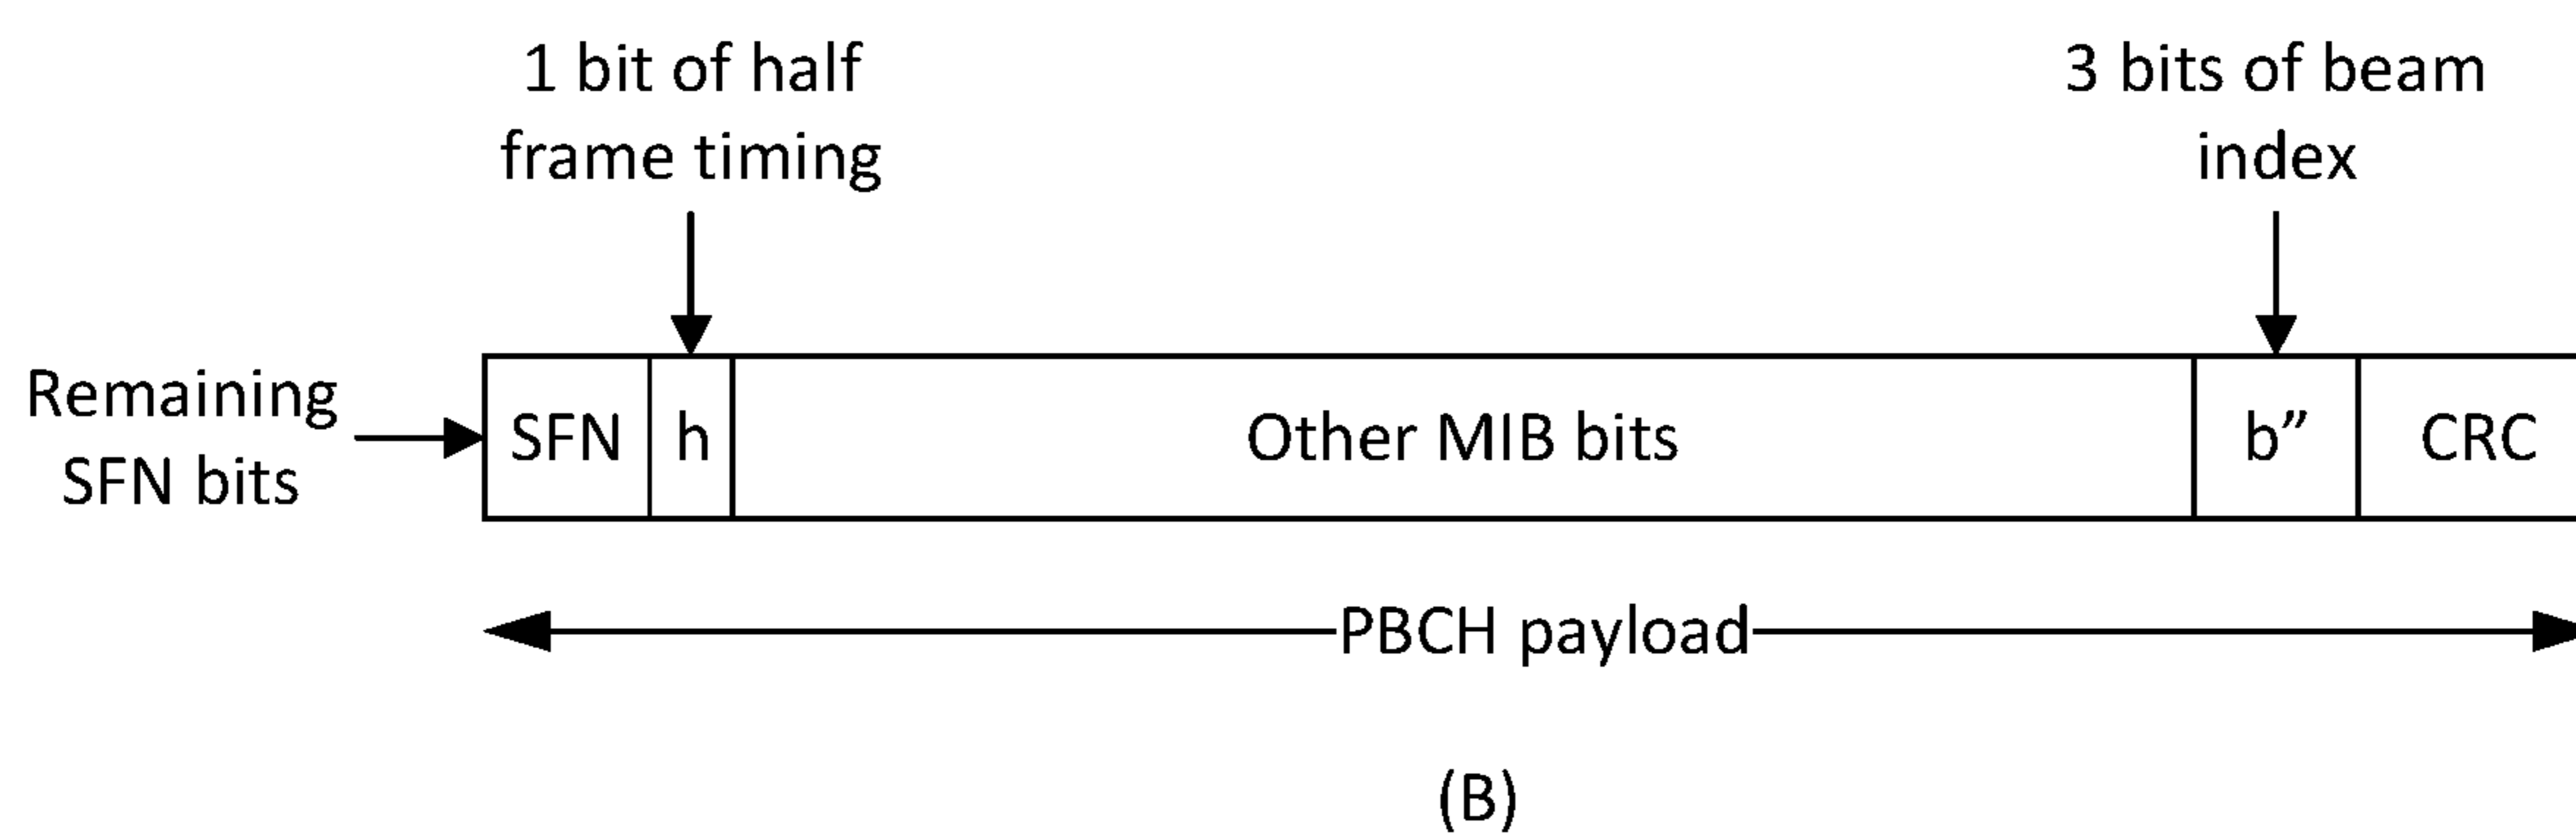 1 bit of half
frame timing
3 bits of beam
index
Remaining
SFN bits
SFN
h
Other MIB bits
b”
CRC
PBCH payload
(B)